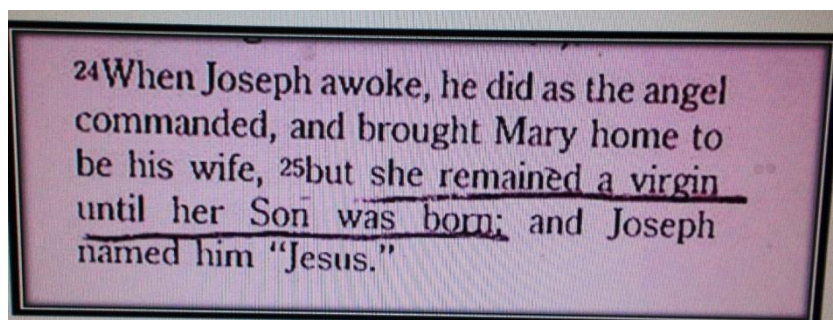 24When Joseph awoke, he did as the angel
commanded, and brought Mary home to
be his wife, 25but she remained a virgin
until her Son was born; and Joseph
named him “Jesus.”